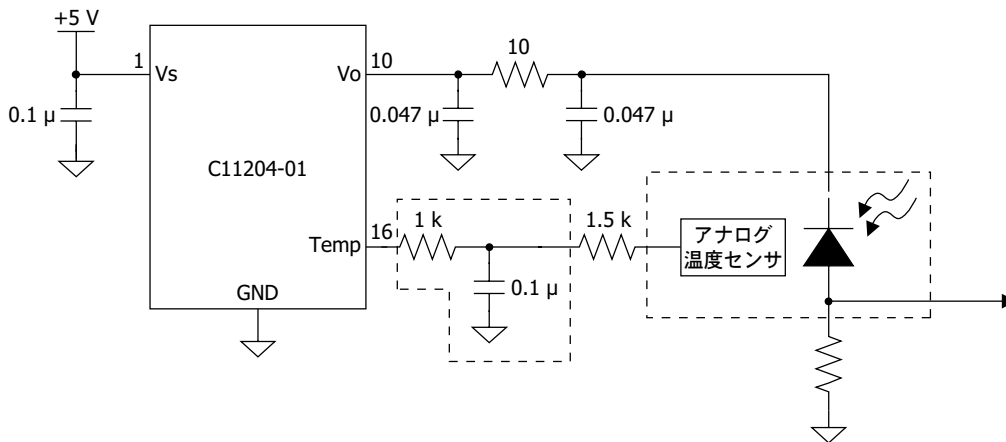 +5 V
1
Vs
Vo
10
10
0.1 µ
0.047 µ
0.047 µ
C11204-01
Temp
16
1 k
1.5 k
アナログ
温度センサ
0.1 µ
GND